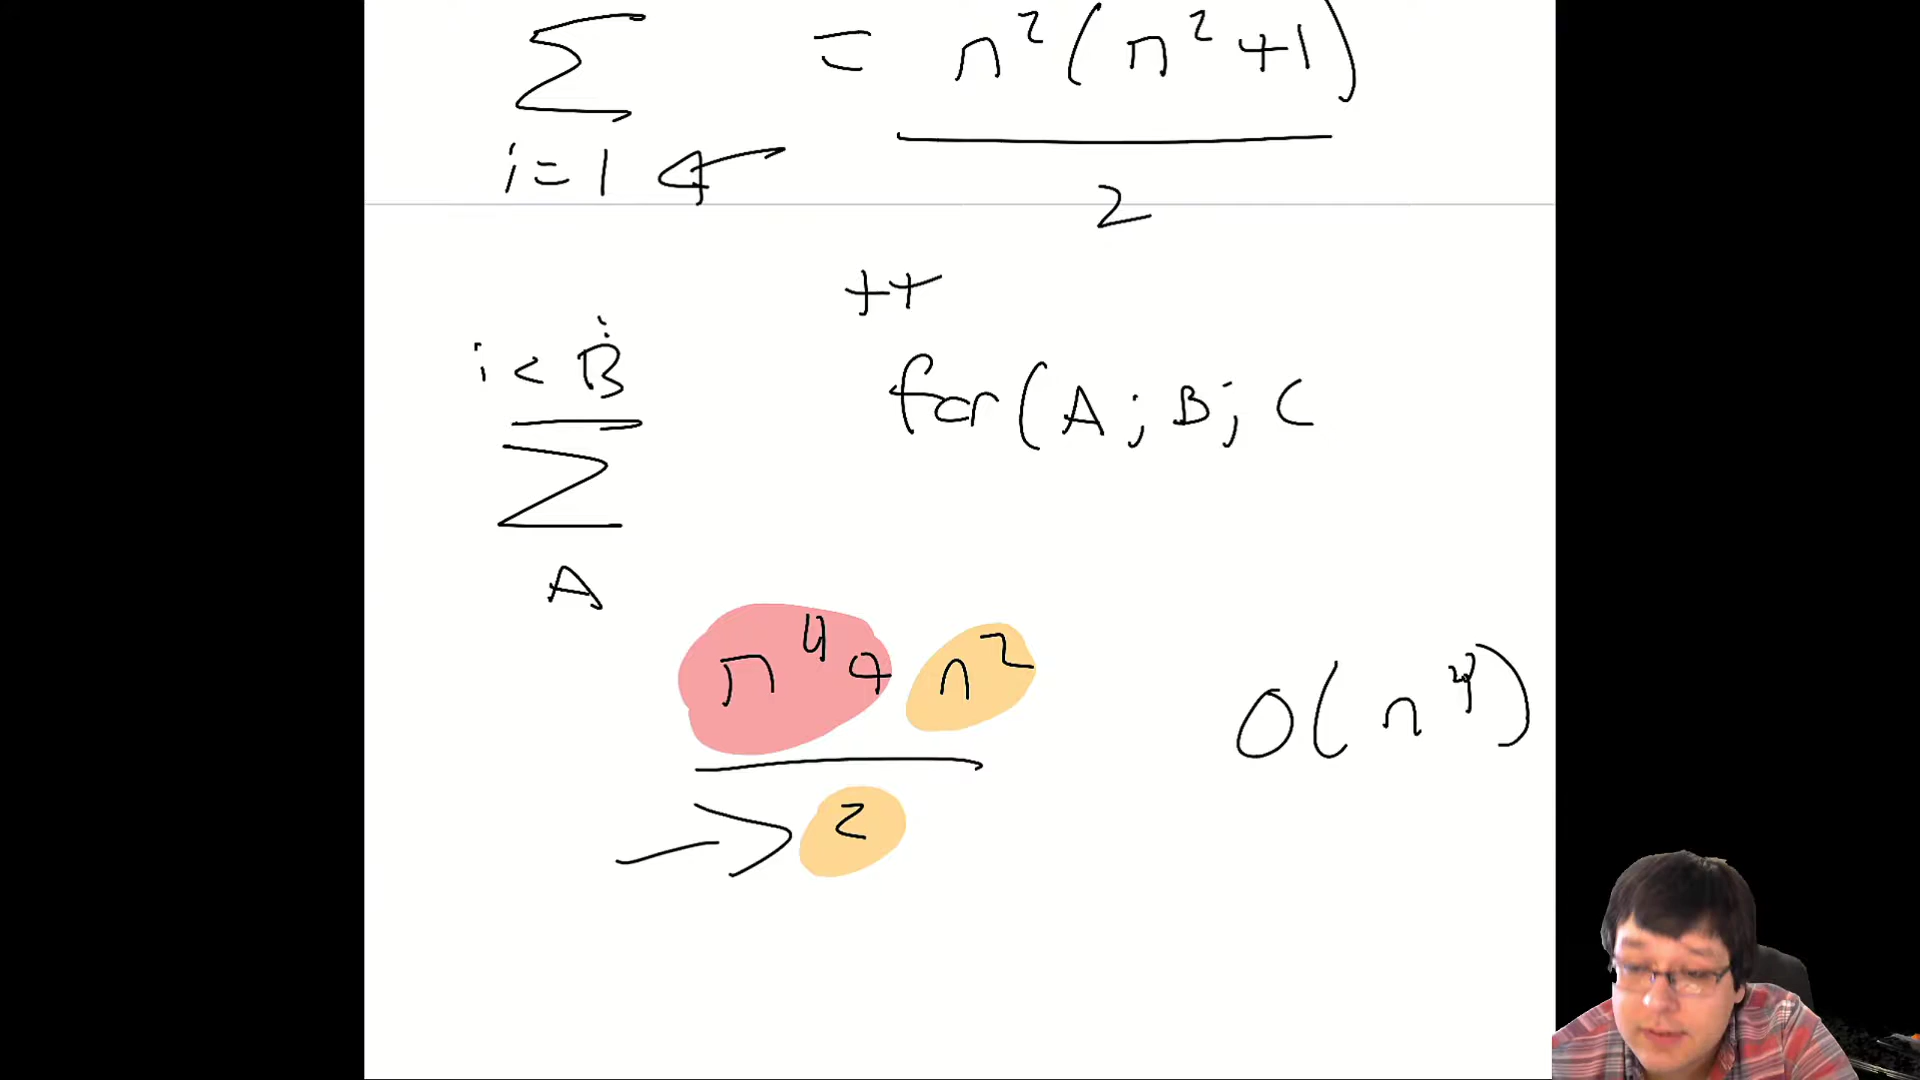 ∑ = n²(n²+1)
i=1
2
++
i < B
for(A; B; C
∑
A
n⁴+ n²
O(n⁴)
2